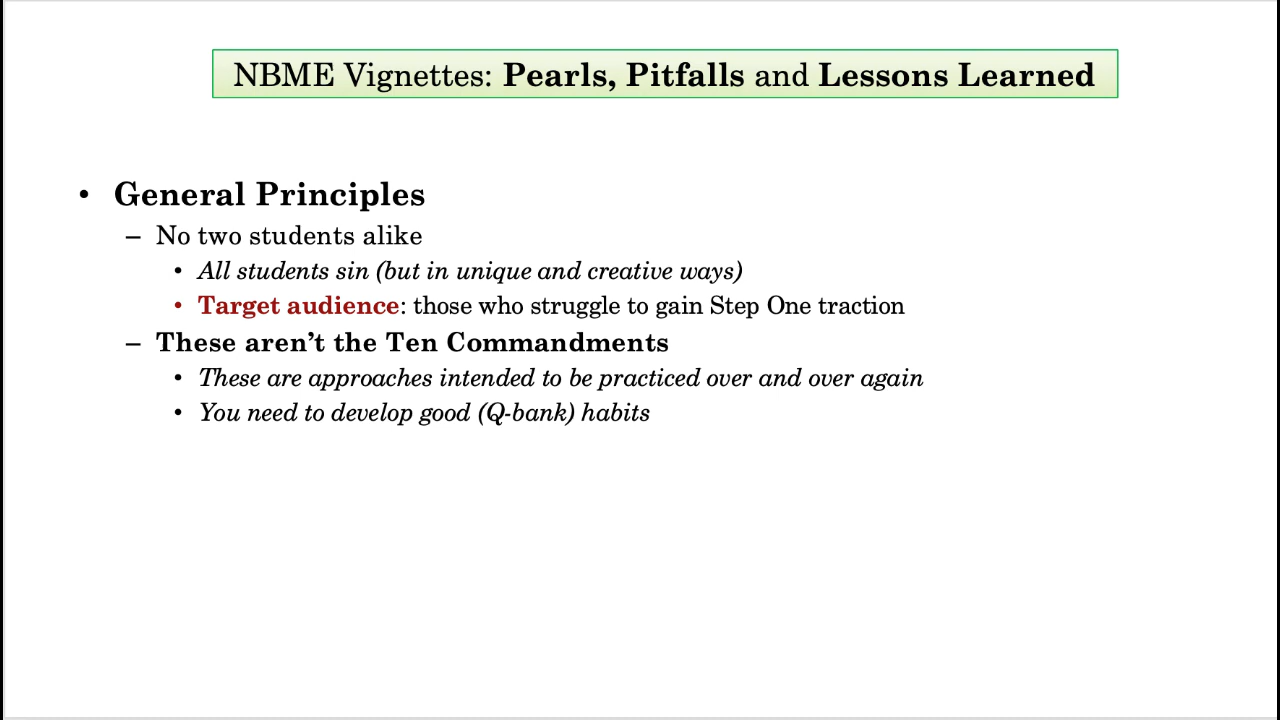 NBME Vignettes: Pearls, Pitfalls and Lessons Learned
• General Principles
– No two students alike
• All students sin (but in unique and creative ways)
• Target audience: those who struggle to gain Step One traction
– These aren’t the Ten Commandments
• These are approaches intended to be practiced over and over again
• You need to develop good (Q-bank) habits